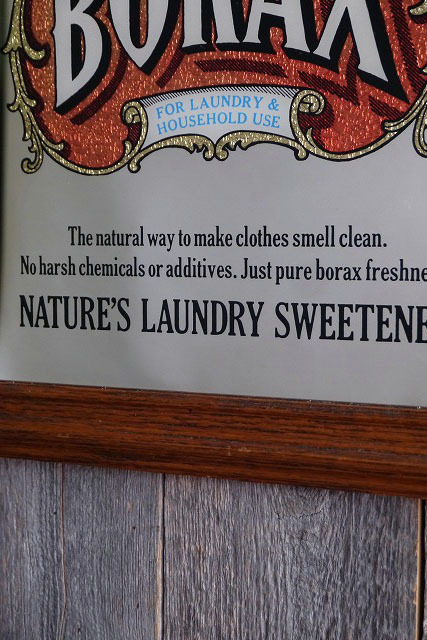 BORAX
FOR LAUNDRY &
HOUSEHOLD USE
The natural way to make clothes smell clean.
No harsh chemicals or additives. Just pure borax freshne
NATURE'S LAUNDRY SWEETENE